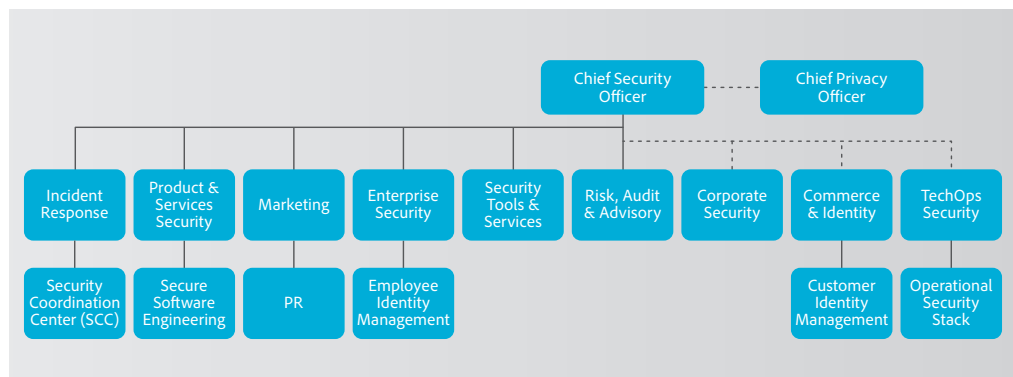 Chief Security
Officer
Chief Privacy
Officer
Incident
Response
Product &
Services
Security
Marketing
Enterprise
Security
Security
Tools &
Services
Risk, Audit
& Advisory
Corporate
Security
Commerce
& Identity
TechOps
Security
Security
Coordination
Center (SCC)
Secure
Software
Engineering
PR
Employee
Identity
Management
Customer
Identity
Management
Operational
Security
Stack